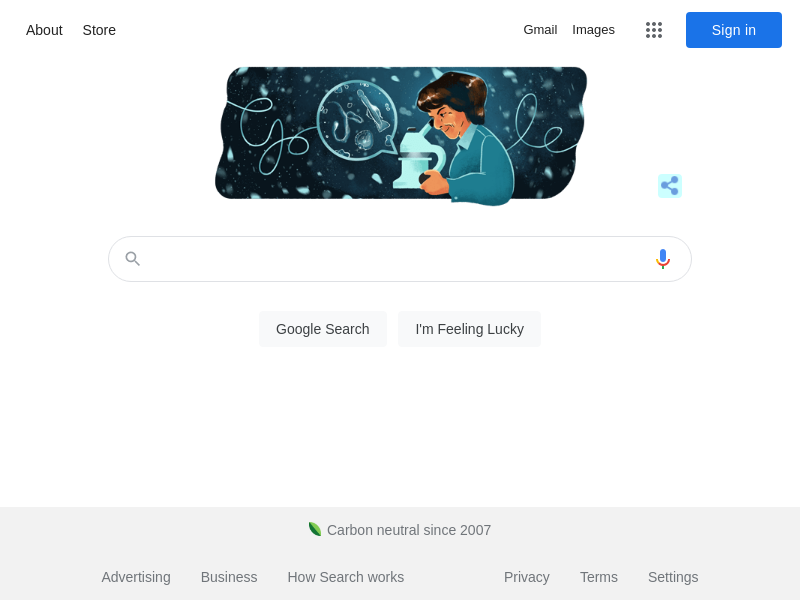 About Store Gmail Images Sign in
Google Search I'm Feeling Lucky
Carbon neutral since 2007
Advertising Business How Search works Privacy Terms Settings